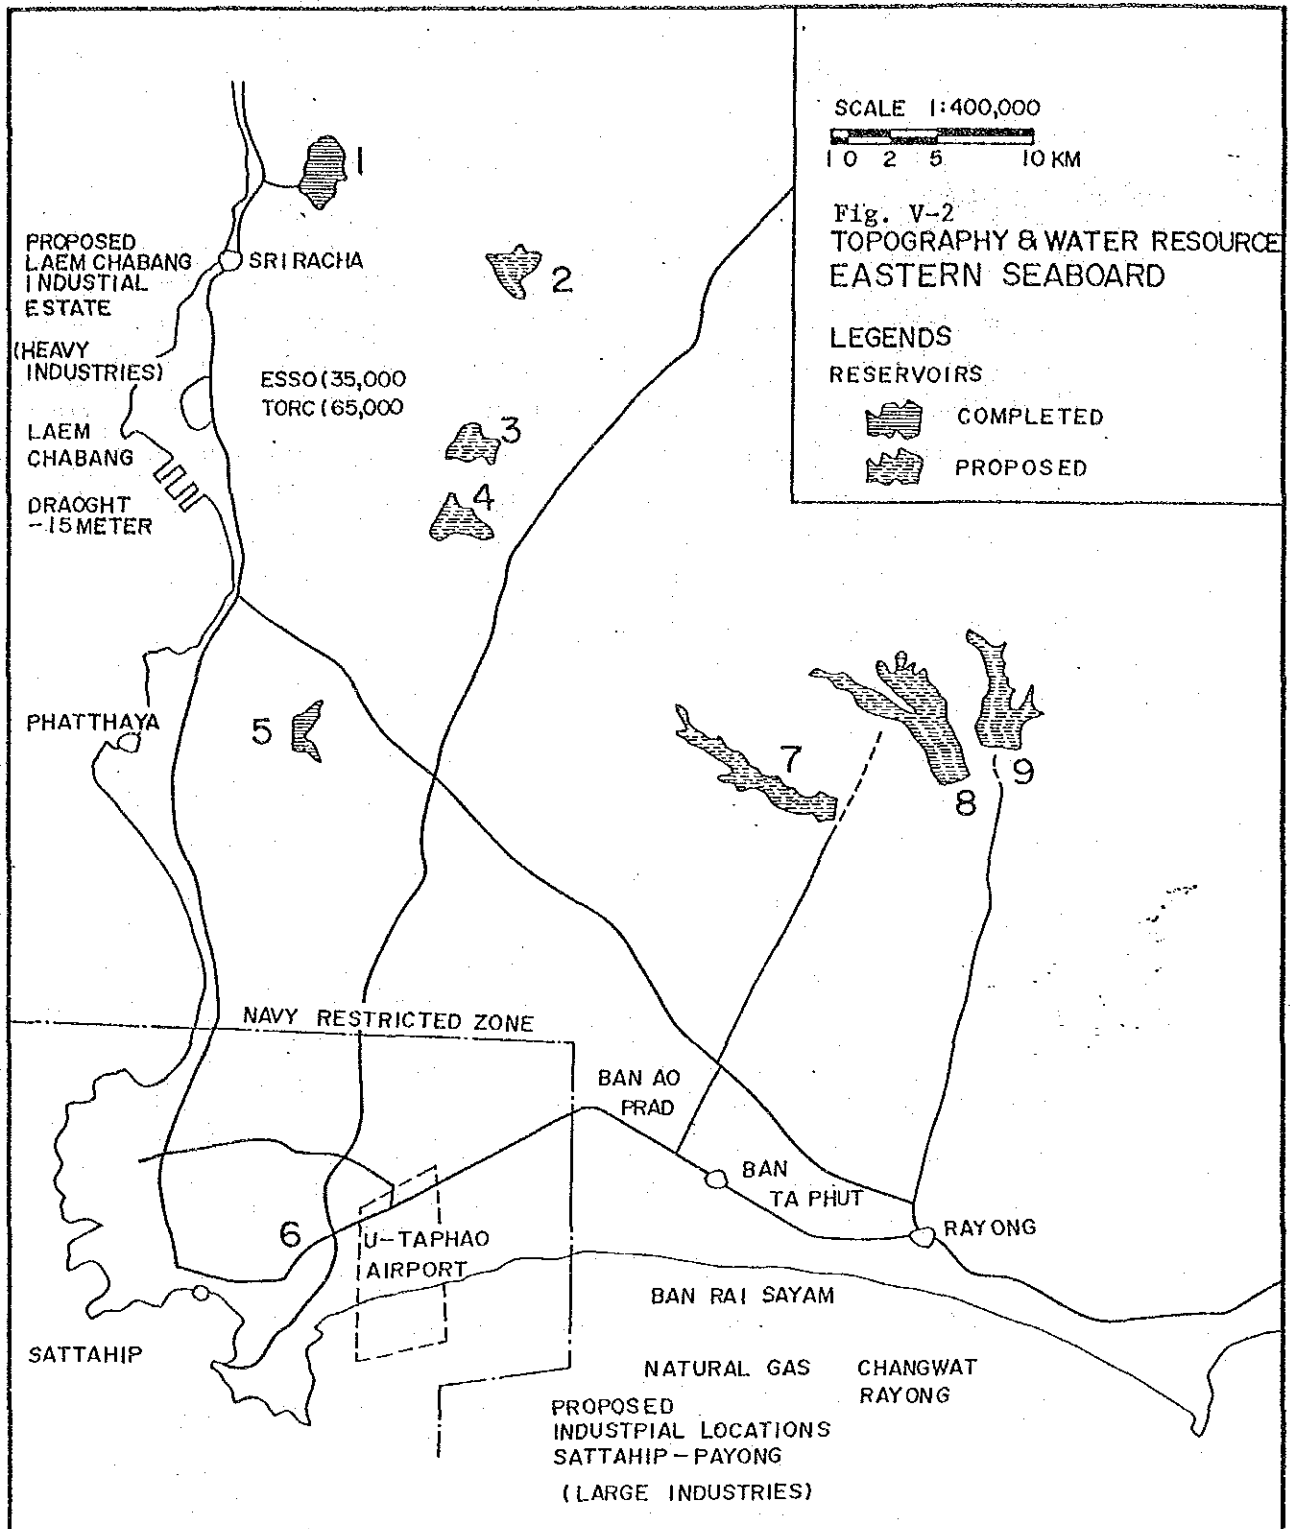 SCALE 1:400,000
1 0 2 5 10 KM
Fig. V-2
TOPOGRAPHY & WATER RESOURCE
EASTERN SEABOARD
LEGENDS
RESERVOIRS
COMPLETED
PROPOSED
1
PROPOSED
LAEM CHABANG
INDUSTIAL
ESTATE
SRIRACHA
2
(HEAVY
INDUSTRIES)
ESSO (35,000
TORC (65,000
LAEM
CHABANG
3
4
DRAOGHT
-15 METER
PHATTHAYA
5
7
8
9
NAVY RESTRICTED ZONE
BAN AO
PRAD
BAN
TA PHUT
6
U-TAPHAO
AIRPORT
RAYONG
BAN RAI SAYAM
SATTAHIP
NATURAL GAS
CHANGWAT
RAYONG
PROPOSED
INDUSTPIAL LOCATIONS
SATTAHIP-PAYONG
(LARGE INDUSTRIES)